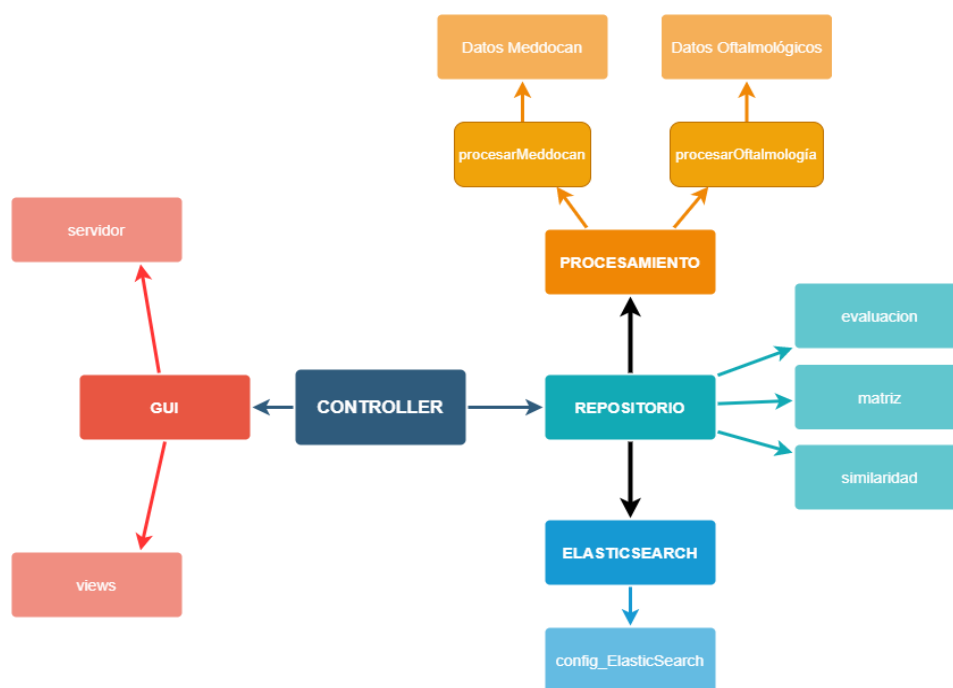 Datos Meddocan
Datos Oftalmológicos
procesarMeddocan
procesarOftalmología
servidor
PROCESAMIENTO
evaluacion
GUI
CONTROLLER
REPOSITORIO
matriz
similaridad
ELASTICSEARCH
views
config_ElasticSearch